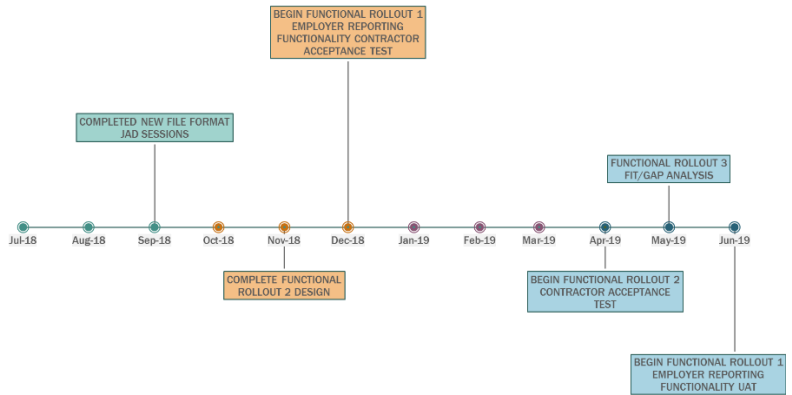 BEGIN FUNCTIONAL ROLLOUT 1
EMPLOYER REPORTING
FUNCTIONALITY CONTRACTOR
ACCEPTANCE TEST
COMPLETED NEW FILE FORMAT
JAD SESSIONS
FUNCTIONAL ROLLOUT 3
FIT/GAP ANALYSIS
Jul-18 Aug-18 Sep-18 Oct-18 Nov-18 Dec-18 Jan-19 Feb-19 Mar-19 Apr-19 May-19 Jun-19
COMPLETE FUNCTIONAL
ROLLOUT 2 DESIGN
BEGIN FUNCTIONAL ROLLOUT 2
CONTRACTOR ACCEPTANCE
TEST
BEGIN FUNCTIONAL ROLLOUT 1
EMPLOYER REPORTING
FUNCTIONALITY UAT